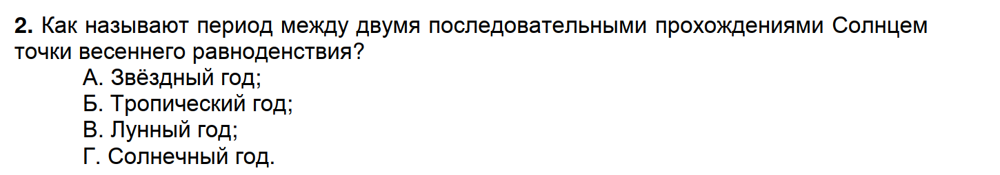 2. Как называют период между двумя последовательными прохождениями Солнцем
точки весеннего равноденствия?
А. Звёздный год;
Б. Тропический год;
В. Лунный год;
Г. Солнечный год.